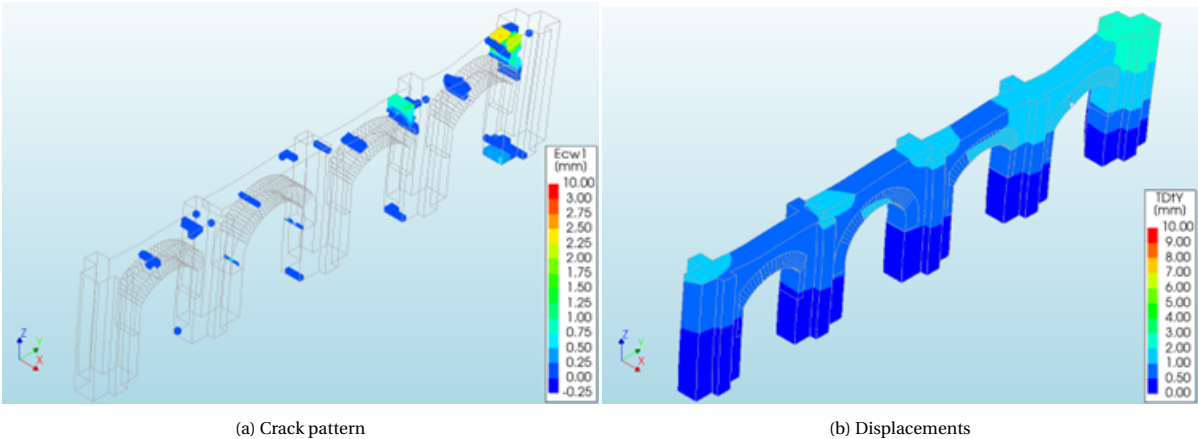 Ecw1
(mm)
10.00
3.00
2.75
2.50
2.25
2.00
1.75
1.50
1.25
1.00
0.75
0.50
0.25
0.00
-0.25
Z
Y
X
(a) Crack pattern
TDtY
(mm)
10.00
9.00
8.00
7.00
6.00
5.00
4.00
3.00
2.00
1.00
0.50
0.00
Z
Y
X
(b) Displacements